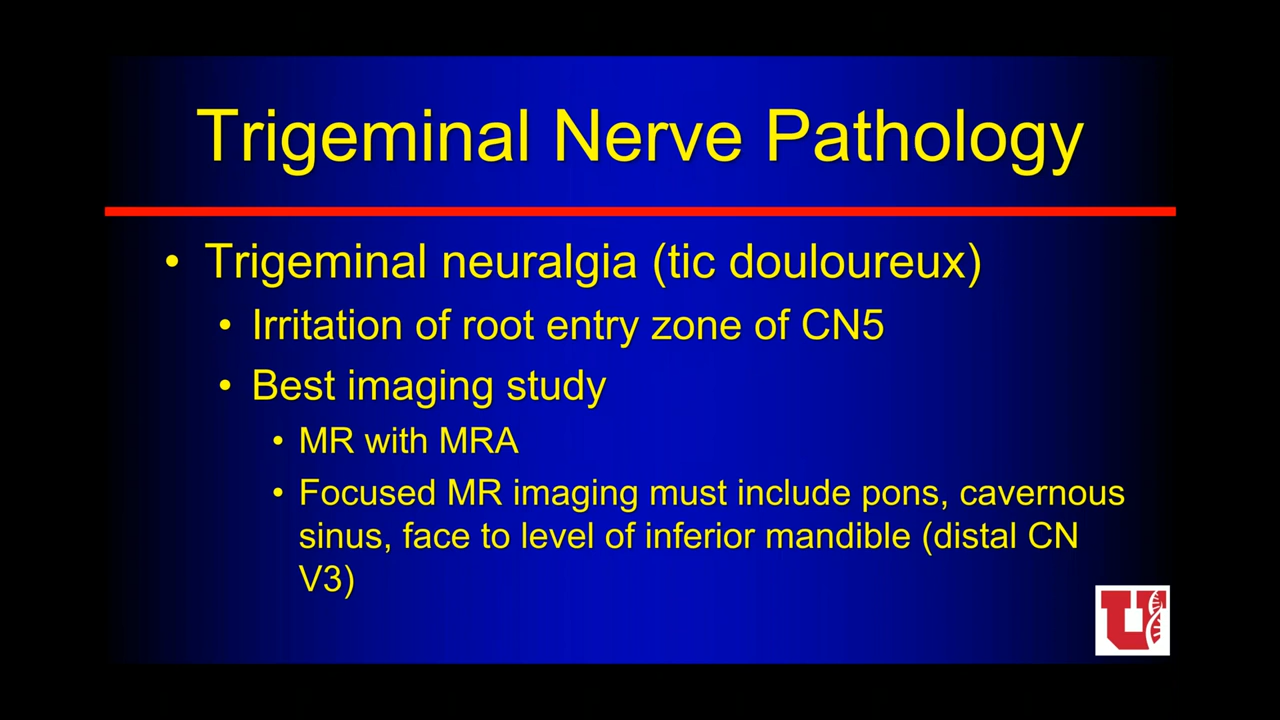 Trigeminal Nerve Pathology
• Trigeminal neuralgia (tic douloureux)
• Irritation of root entry zone of CN5
• Best imaging study
• MR with MRA
• Focused MR imaging must include pons, cavernous
sinus, face to level of inferior mandible (distal CN
V3)
U